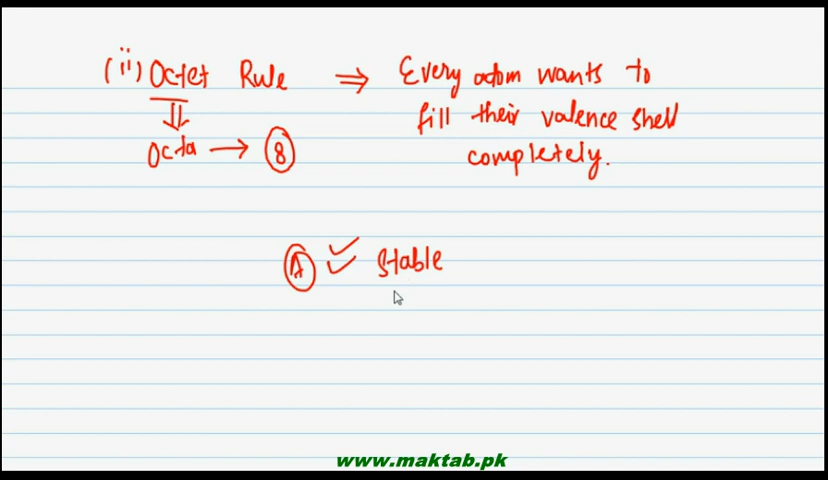 (ii) Octet Rule ⇒ Every atom wants to
fill their valence shell
Octa → 8
completely.
A Stable
www.maktab.pk